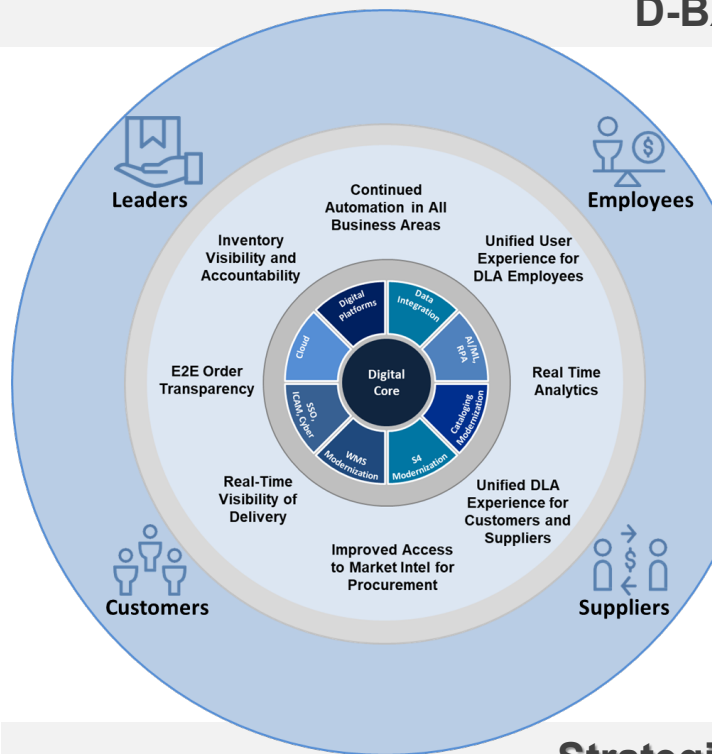 D-B
Leaders
Employees
Continued
Automation in All
Business Areas
Inventory
Visibility and
Accountability
Unified User
Experience for
DLA Employees
Digital
Platforms
Data
Integration
Cloud
AI/ML,
RPA
E2E Order
Transparency
Digital
Core
Real Time
Analytics
SSO,
ICAM, Cyber
Cataloging
Modernization
WMS
Modernization
S4
Modernization
Real-Time
Visibility of
Delivery
Unified DLA
Experience for
Customers and
Suppliers
Improved Access
to Market Intel for
Procurement
Customers
Suppliers